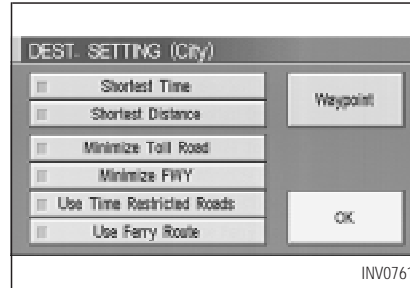 DEST. SETTING (City)
Shortest Time
Shortest Distance
Waypoint
Minimize Toll Road
Minimize FWY
Use Time Restricted Roads
Use Ferry Route
OK
INV0761